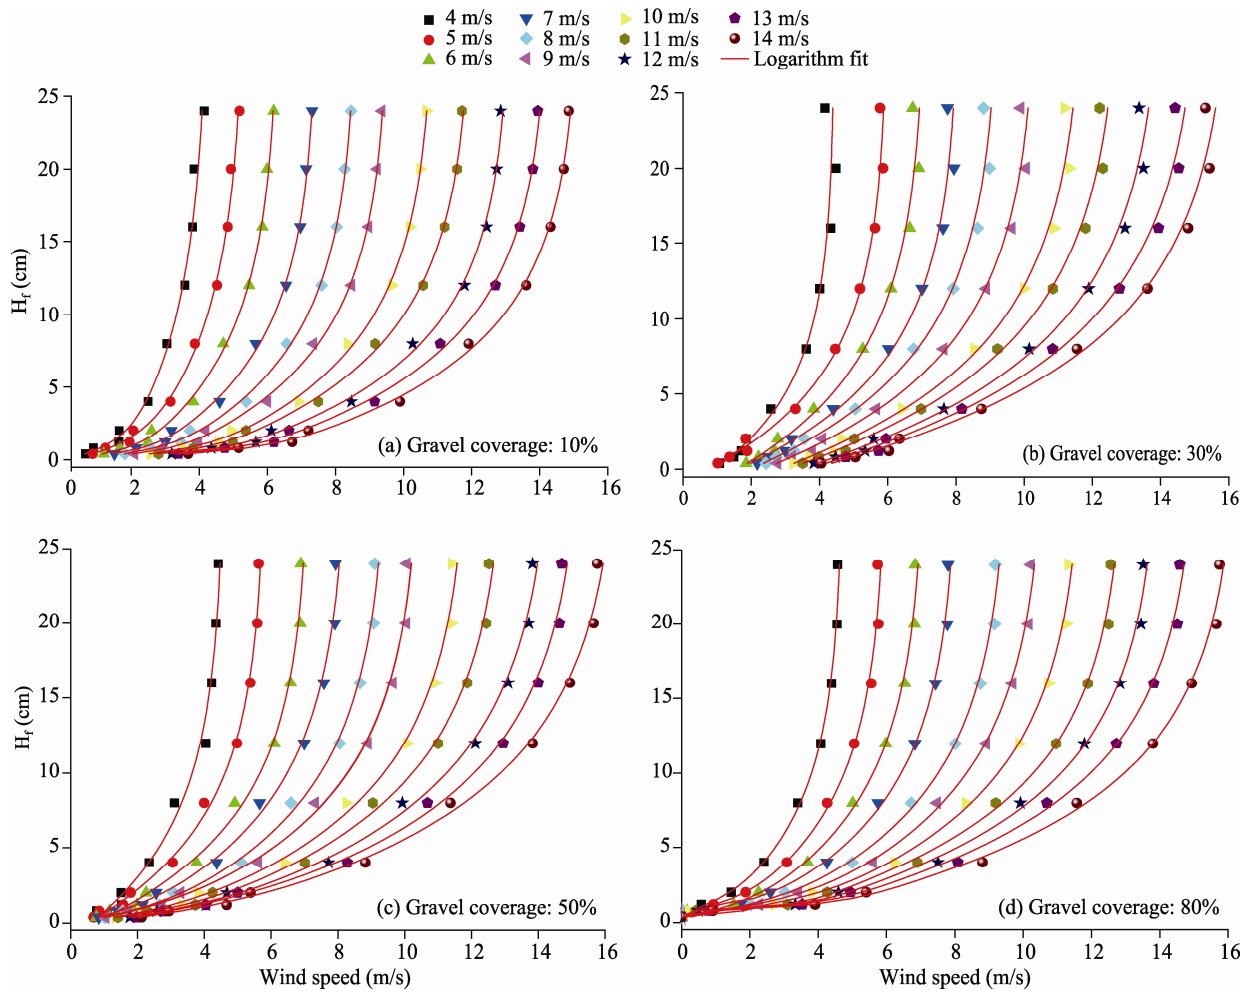 4 m/s 7 m/s 10 m/s 13 m/s
5 m/s 8 m/s 11 m/s 14 m/s
6 m/s 9 m/s 12 m/s Logarithm fit
25
20
15
10
5
0
H_f (cm)
(a) Gravel coverage: 10%
0 2 4 6 8 10 12 14 16
25
20
15
10
5
0
(b) Gravel coverage: 30%
0 2 4 6 8 10 12 14 16
25
20
15
10
5
0
H_f (cm)
(c) Gravel coverage: 50%
0 2 4 6 8 10 12 14 16
Wind speed (m/s)
25
20
15
10
5
0
(d) Gravel coverage: 80%
0 2 4 6 8 10 12 14 16
Wind speed (m/s)